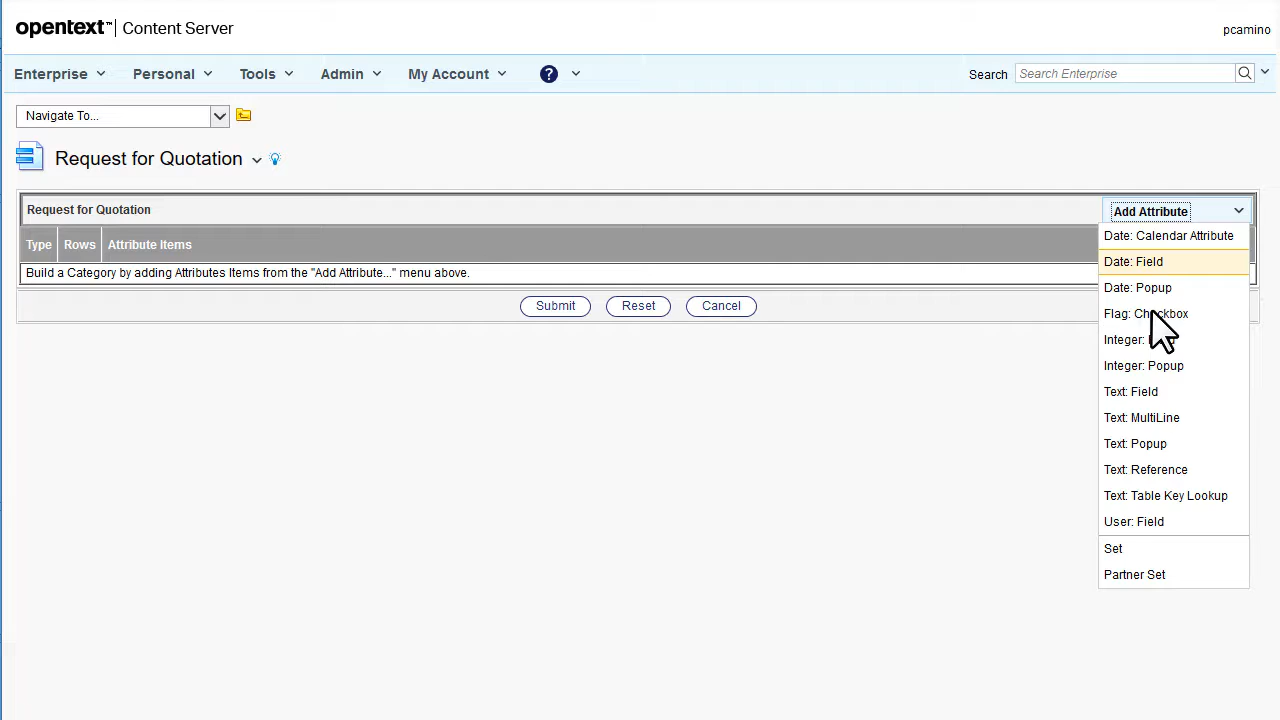 opentext™ | Content Server
pcamino
Enterprise Personal Tools Admin My Account ? Search Search Enterprise
Navigate To...
Request for Quotation
Request for Quotation Add Attribute
Type Rows Attribute Items
Build a Category by adding Attributes Items from the "Add Attribute..." menu above.
Submit Reset Cancel
Date: Calendar Attribute
Date: Field
Date: Popup
Flag: Checkbox
Integer:
Integer: Popup
Text: Field
Text: MultiLine
Text: Popup
Text: Reference
Text: Table Key Lookup
User: Field
Set
Partner Set